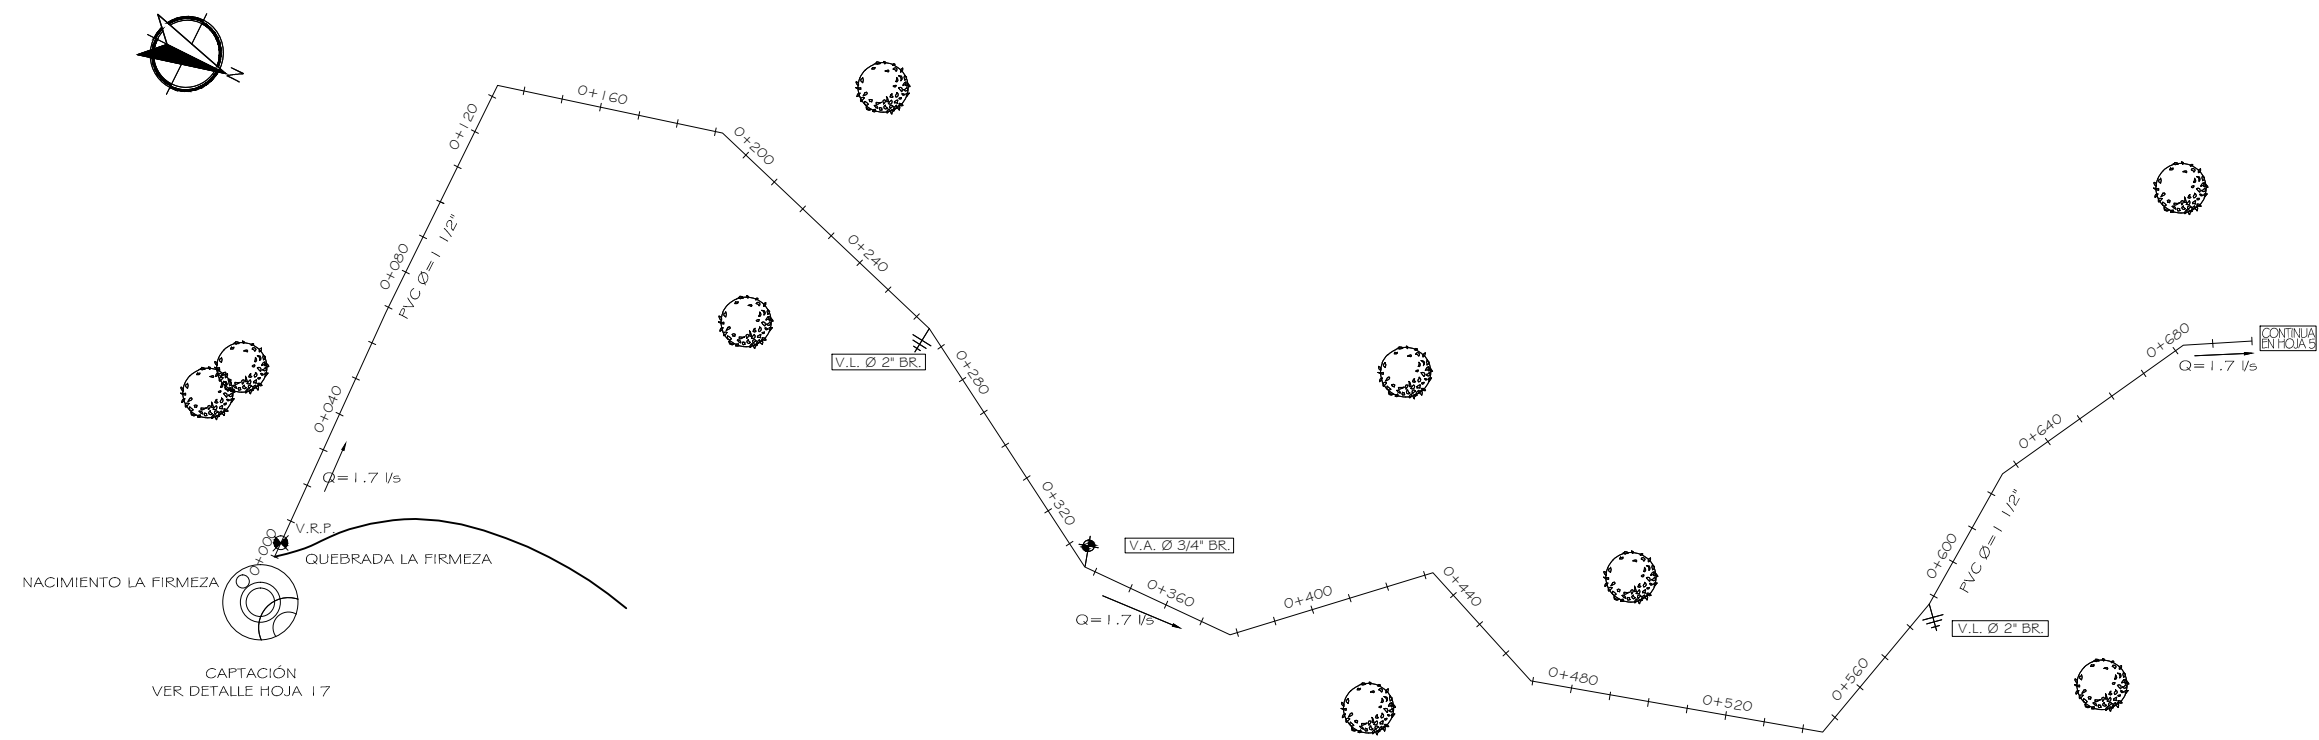 N
0+000
0+040
0+080
0+120
0+160
0+200
0+240
0+280
0+320
0+360
0+400
0+440
0+480
0+520
0+560
0+600
0+640
0+680
PVC Ø=1 1/2"
Q=1.7 l/s
V.R.P.
QUEBRADA LA FIRMEZA
NACIMIENTO LA FIRMEZA
CAPTACIÓN
VER DETALLE HOJA 17
V.L. Ø 2" BR.
V.A. Ø 3/4" BR.
Q=1.7 l/s
PVC Ø=1 1/2"
V.L. Ø 2" BR.
Q=1.7 l/s
CONTINUA
EN HOJA 5